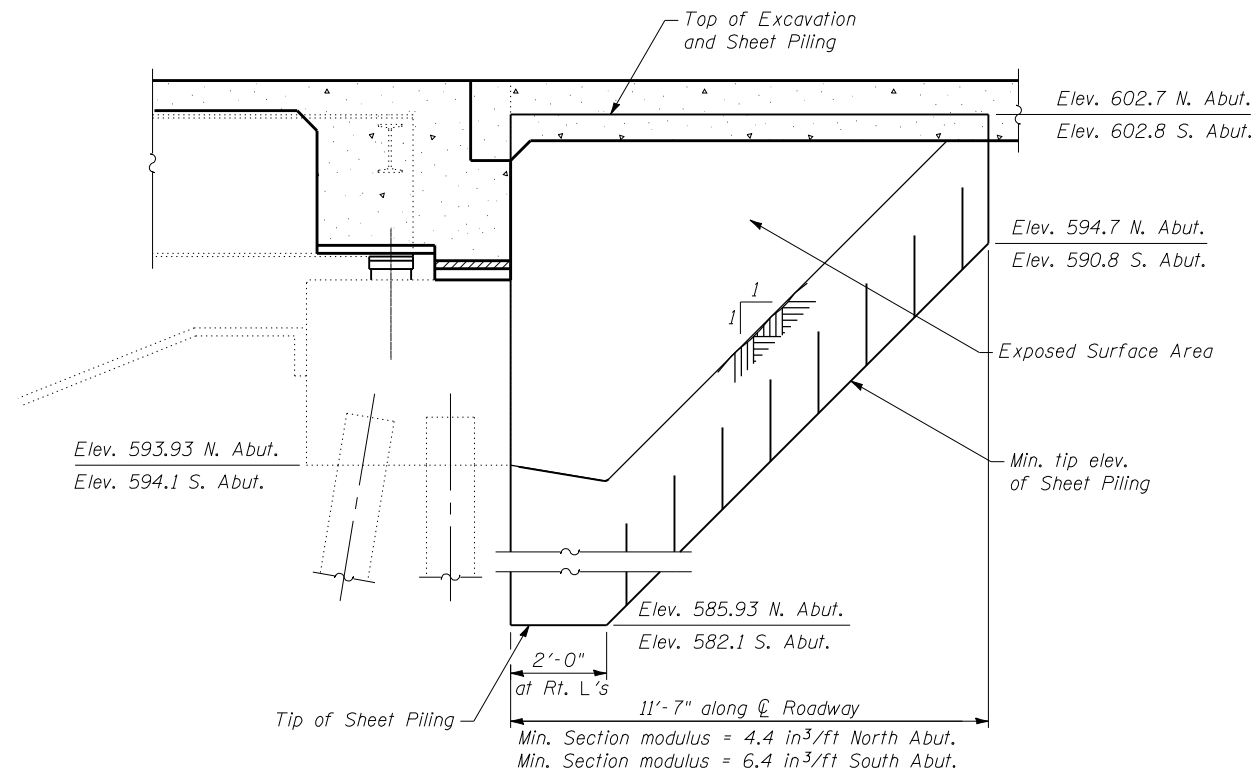 Top of Excavation
and Sheet Piling
Elev. 602.7 N. Abut.
Elev. 602.8 S. Abut.
Elev. 594.7 N. Abut.
Elev. 590.8 S. Abut.
1
1
Exposed Surface Area
Elev. 593.93 N. Abut.
Elev. 594.1 S. Abut.
Min. tip elev.
of Sheet Piling
Elev. 585.93 N. Abut.
Elev. 582.1 S. Abut.
2'-0"
at Rt. L's
Tip of Sheet Piling
11'-7" along ℄ Roadway
Min. Section modulus = 4.4 in³/ft North Abut.
Min. Section modulus = 6.4 in³/ft South Abut.